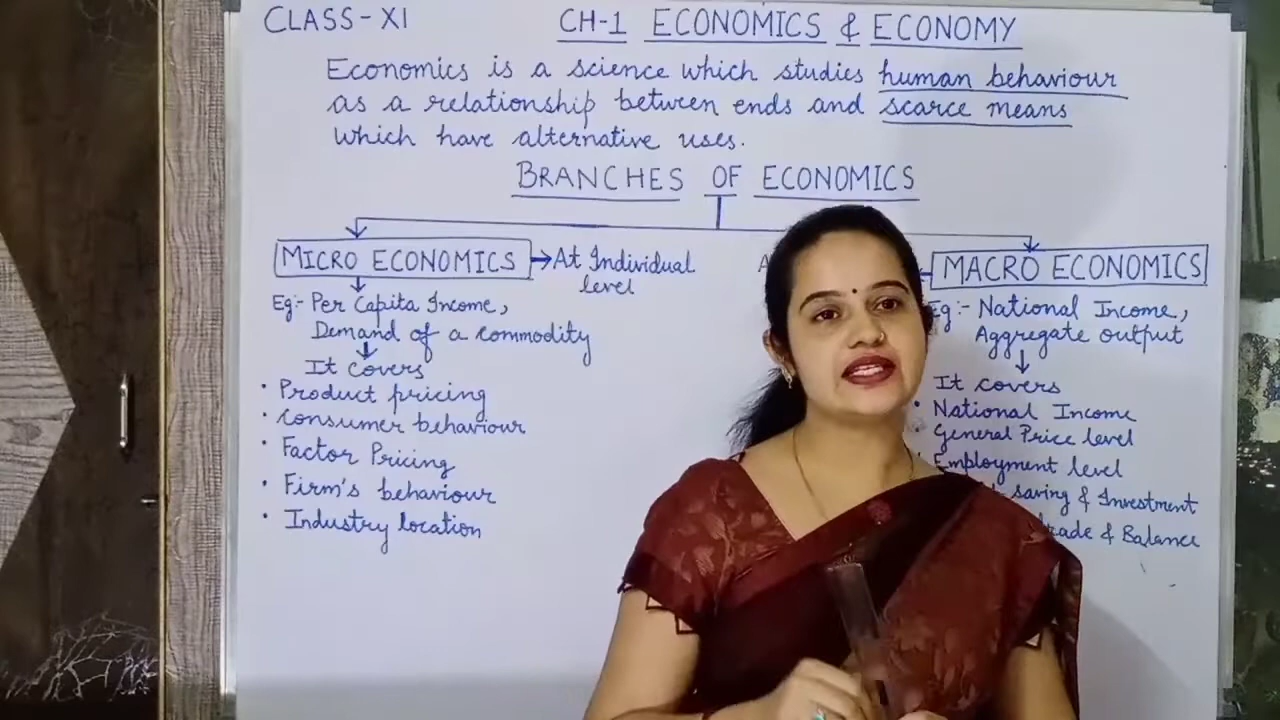 CLASS-XI
CH-1 ECONOMICS & ECONOMY
Economics is a science which studies human behaviour
as a relationship between ends and scarce means
which have alternative uses.
BRANCHES OF ECONOMICS
MICRO ECONOMICS → At Individual
level
Eg:- Per Capita Income,
Demand of a commodity
It covers
• Product pricing
• consumer behaviour
• Factor Pricing
• Firm's behaviour
• Industry location
MACRO ECONOMICS
Eg:- National Income,
Aggregate output
It covers
• National Income
• General Price level
• Employment level
saving & Investment
& Balance